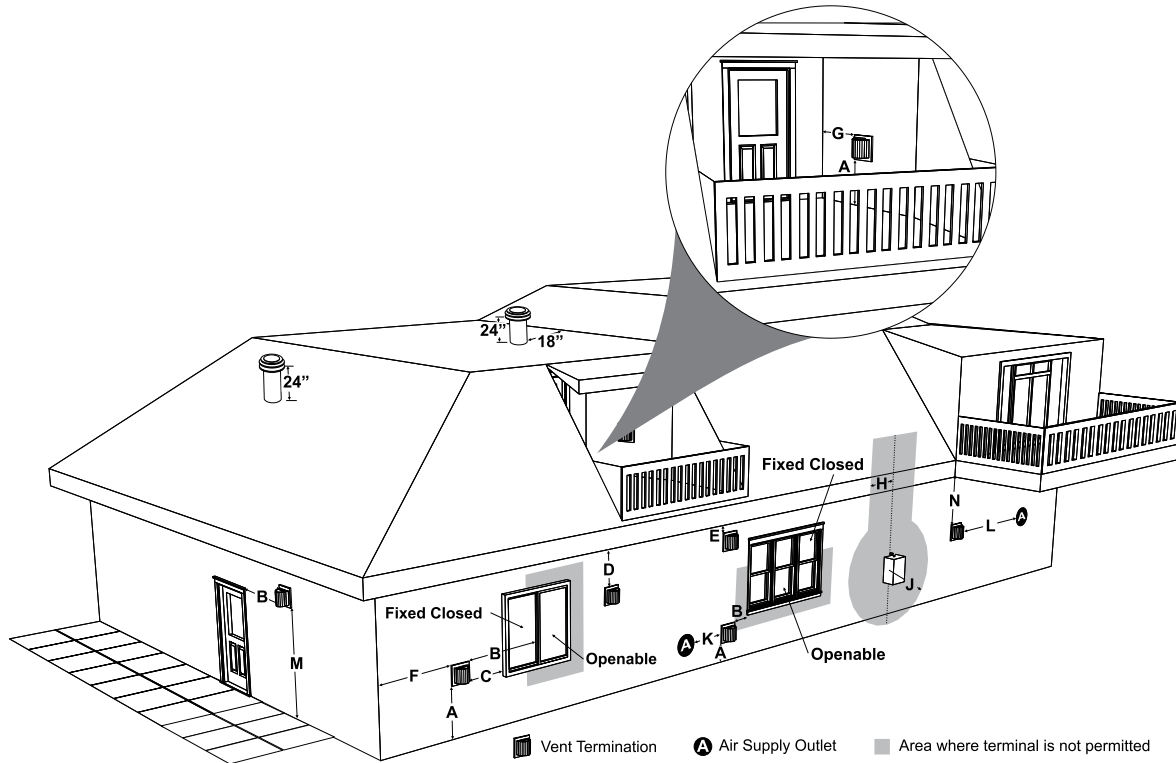 G
A
24”
18”
24”
Fixed Closed
H
N
L
A
E
D
B
J
Fixed Closed
B
K
A
B
A
M
B
Openable
Openable
F
C
A
Vent Termination
A Air Supply Outlet
Area where terminal is not permitted